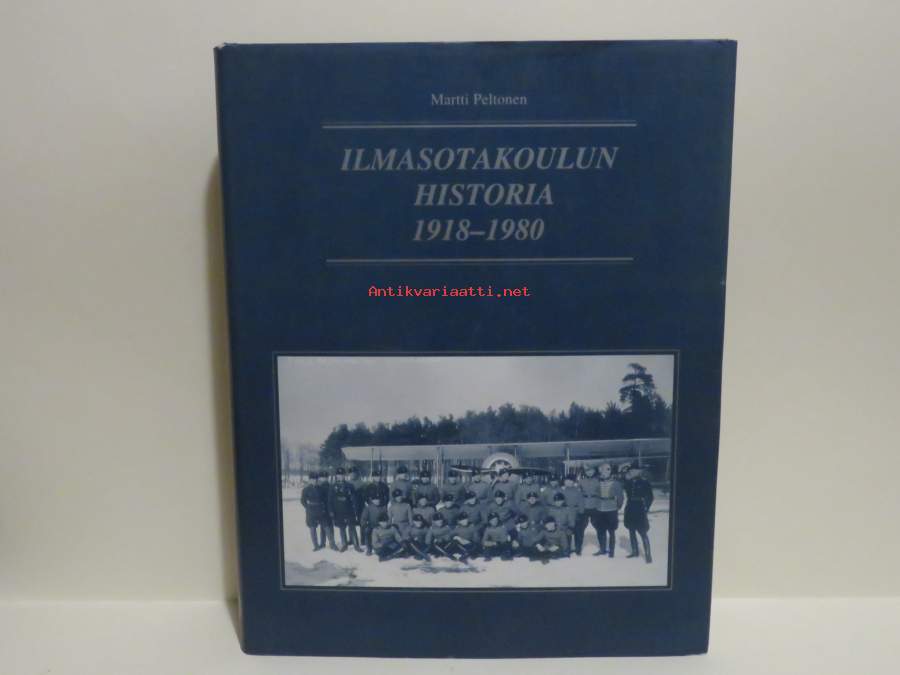 Martti Peltonen
ILMASOTAKOULUN
HISTORIA
1918–1980
Antikvariaatti.net